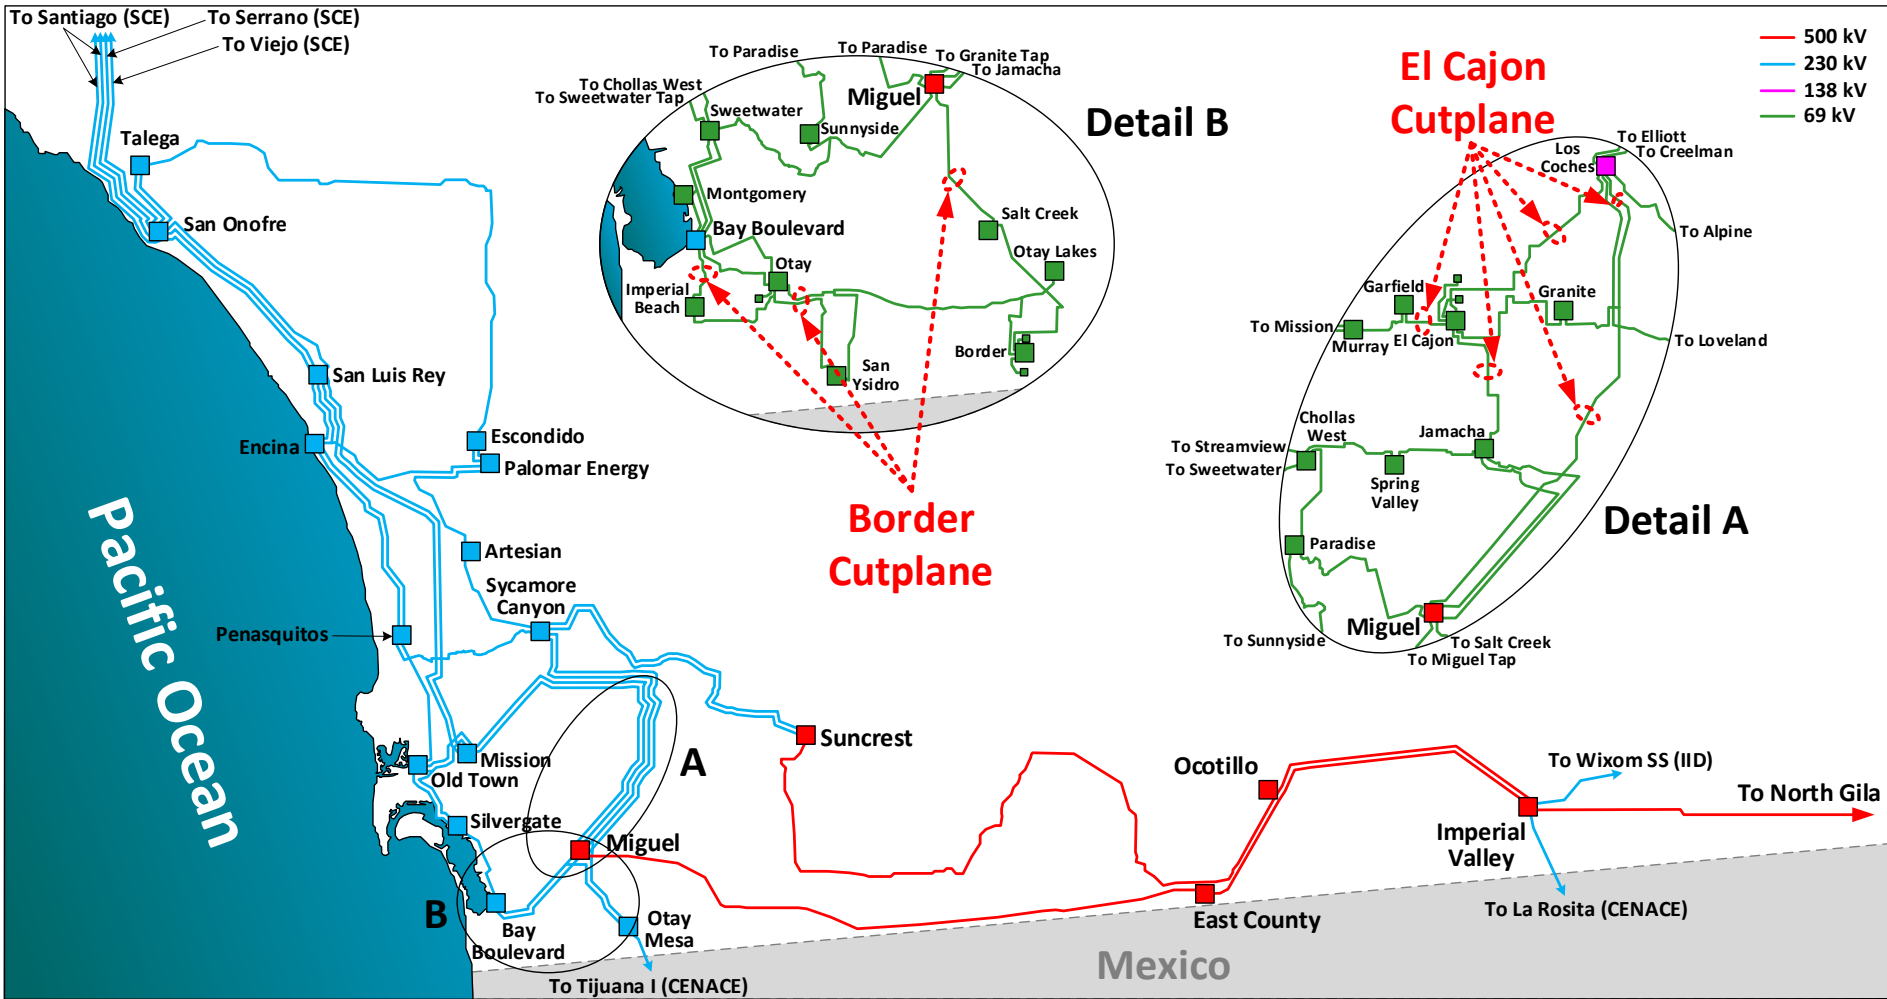 To Santiago (SCE)
To Serrano (SCE)
To Viejo (SCE)
Talega
San Onofre
San Luis Rey
Encina
Escondido
Palomar Energy
Artesian
Sycamore
Canyon
Penasquitos
Pacific Ocean
Mission
Old Town
Silvergate
Miguel
A
B
Bay
Boulevard
Otay
Mesa
To Tijuana I (CENACE)
Suncrest
Ocotillo
East County
Imperial
Valley
To Wixom SS (IID)
To North Gila
To La Rosita (CENACE)
Mexico
To Paradise
To Paradise
To Granite Tap
To Jamacha
To Chollas West
To Sweetwater Tap
Sweetwater
Sunnyside
Miguel
Montgomery
Bay Boulevard
Salt Creek
Otay Lakes
Otay
Imperial
Beach
San
Ysidro
Border
Detail B
Border
Cutplane
El Cajon
Cutplane
500 kV
230 kV
138 kV
69 kV
To Elliott
To Creelman
Los
Coches
To Alpine
Garfield
Granite
To Mission
Murray
El Cajon
To Loveland
Chollas
West
Jamacha
To Streamview
To Sweetwater
Spring
Valley
Paradise
Miguel
To Sunnyside
To Salt Creek
To Miguel Tap
Detail A